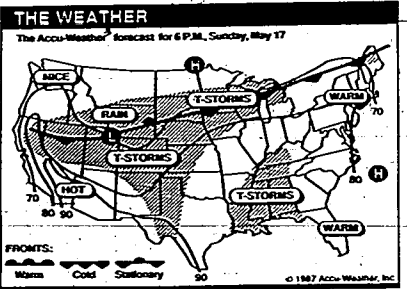 THE WEATHER
The Accu-Weather® forecast for 6 P.M., Sunday, May 17
H
NICE
RAIN
T-STORMS
WARM
70
L
T-STORMS
H
80
HOT
T-STORMS
70
80 90
WARM
90
FRONTS:
Warm Cold Stationary
© 1987 Accu-Weather, Inc